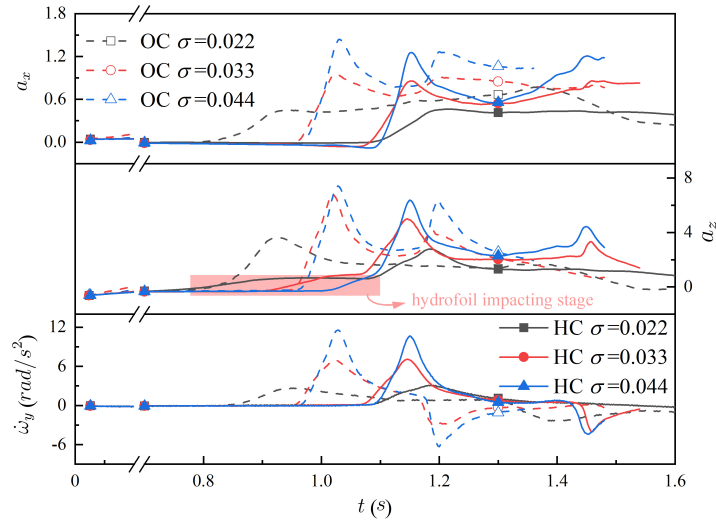 1.8
1.2
0.6
0.0
a_x
OC σ=0.022
OC σ=0.033
OC σ=0.044
8
4
0
a_z
hydrofoil impacting stage
12
6
0
-6
ω̇_y (rad/s²)
HC σ=0.022
HC σ=0.033
HC σ=0.044
0 0.8 1.0 1.2 1.4 1.6
t (s)